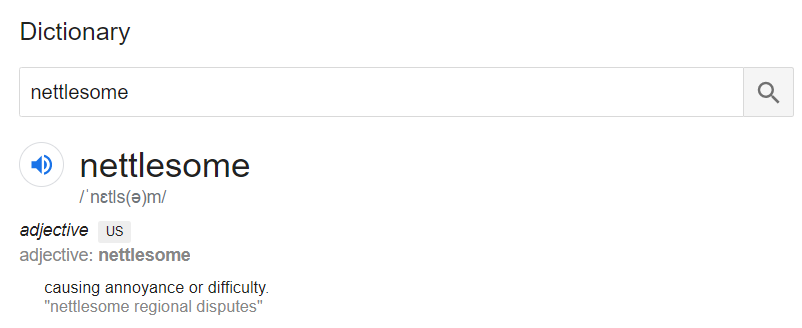 Dictionary
nettlesome
nettlesome
/ˈnɛtls(ə)m/
adjective US
adjective: nettlesome
causing annoyance or difficulty.
"nettlesome regional disputes"